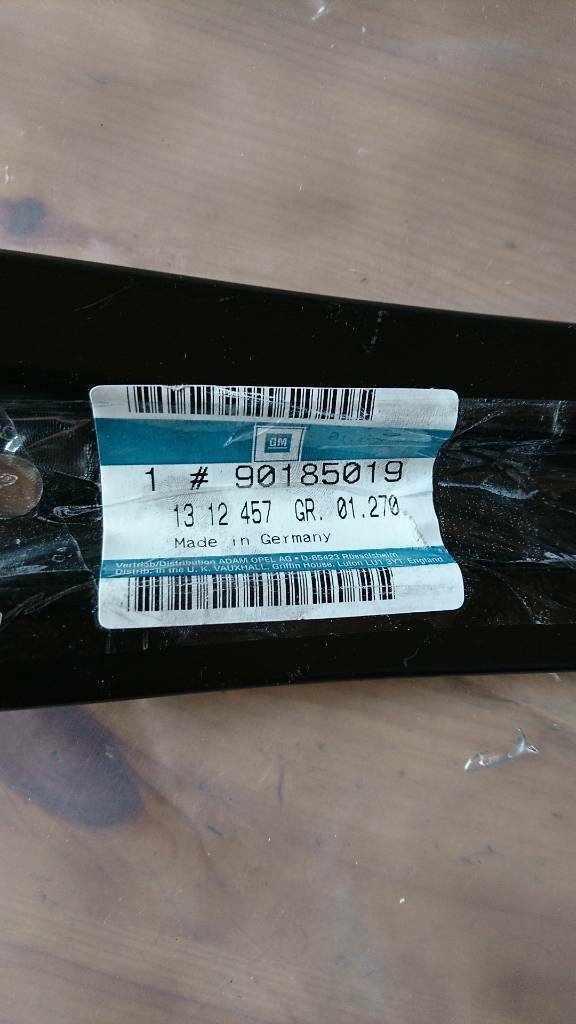 GM
1 # 90185019
13 12 457 GR. 01.270
Made in Germany
Vertrieb/Distribution ADAM OPEL AG • D-65423 Rüsselsheim
Distrib. in the U. K. VAUXHALL, Griffin House, Luton LU1 3YT, England